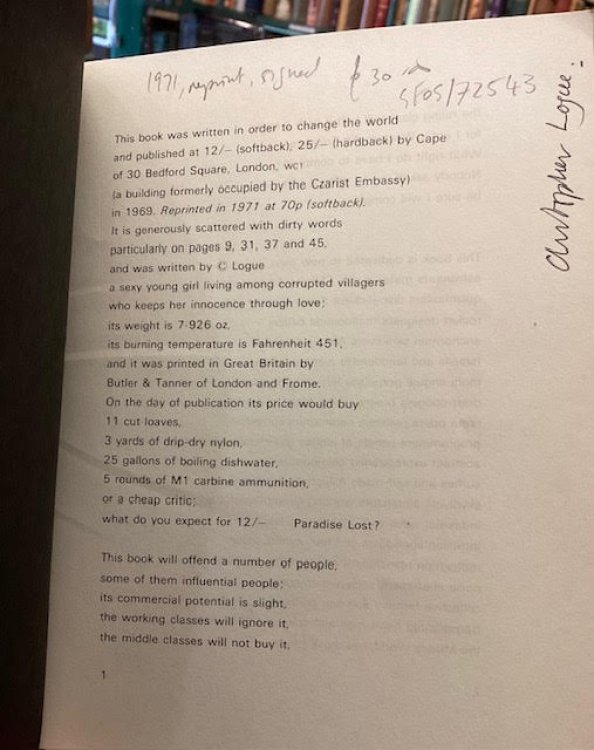 1971, reprint, signed £30
SF05/72543
Christopher Logue.
This book was written in order to change the world
and published at 12/– (softback), 25/– (hardback) by Cape
of 30 Bedford Square, London, WC1
(a building formerly occupied by the Czarist Embassy)
in 1969. Reprinted in 1971 at 70p (softback).
It is generously scattered with dirty words
particularly on pages 9, 31, 37 and 45,
and was written by © Logue
a sexy young girl living among corrupted villagers
who keeps her innocence through love;
its weight is 7·926 oz,
its burning temperature is Fahrenheit 451,
and it was printed in Great Britain by
Butler & Tanner of London and Frome.
On the day of publication its price would buy
11 cut loaves,
3 yards of drip-dry nylon,
25 gallons of boiling dishwater,
5 rounds of M1 carbine ammunition,
or a cheap critic;
what do you expect for 12/– Paradise Lost?
This book will offend a number of people,
some of them influential people;
its commercial potential is slight,
the working classes will ignore it,
the middle classes will not buy it,
1